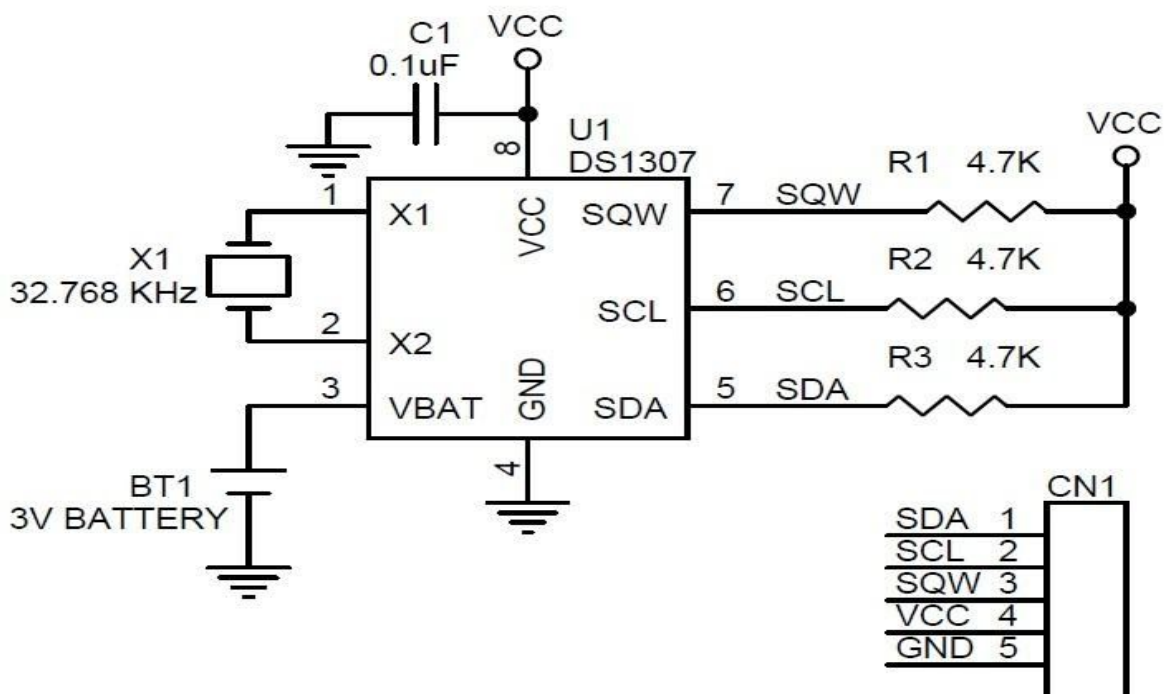 C1
0.1uF
VCC
8
U1
DS1307
VCC
1
X1
VCC
SQW
7
SQW
R1 4.7K
X1
32.768 KHz
2
X2
SCL
6
SCL
R2 4.7K
3
VBAT
GND
SDA
5
SDA
R3 4.7K
4
BT1
3V BATTERY
CN1
SDA 1
SCL 2
SQW 3
VCC 4
GND 5